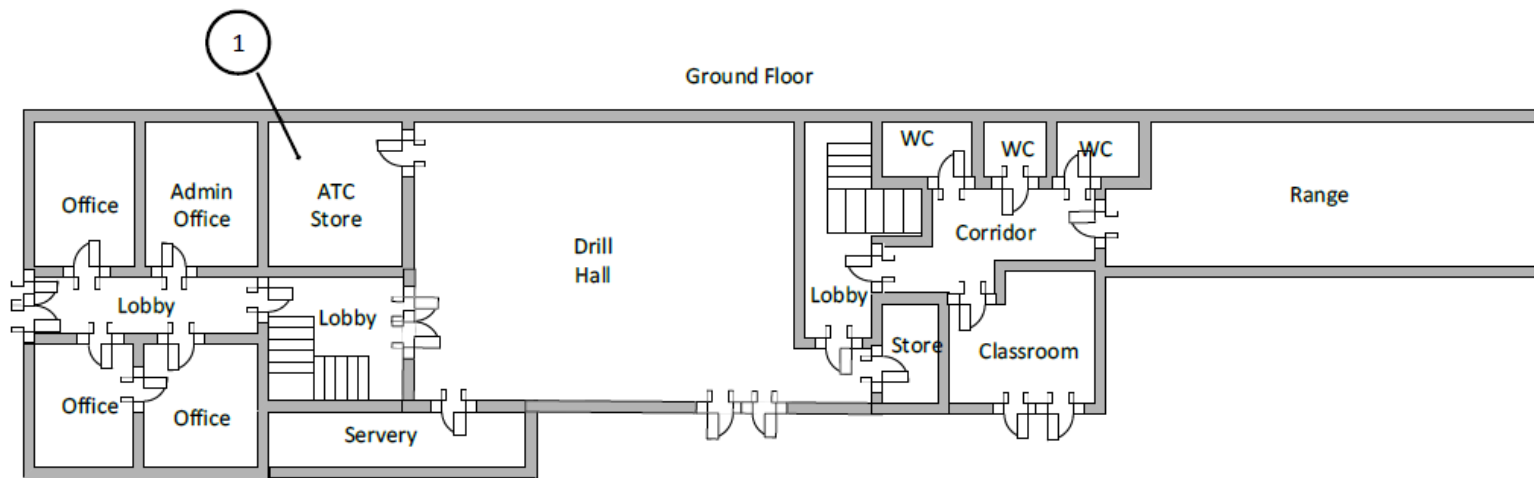 1
Ground Floor
WC
WC
WC
Office
Admin
Office
ATC
Store
Range
Drill
Hall
Corridor
Lobby
Lobby
Lobby
Store
Classroom
Office
Office
Servery